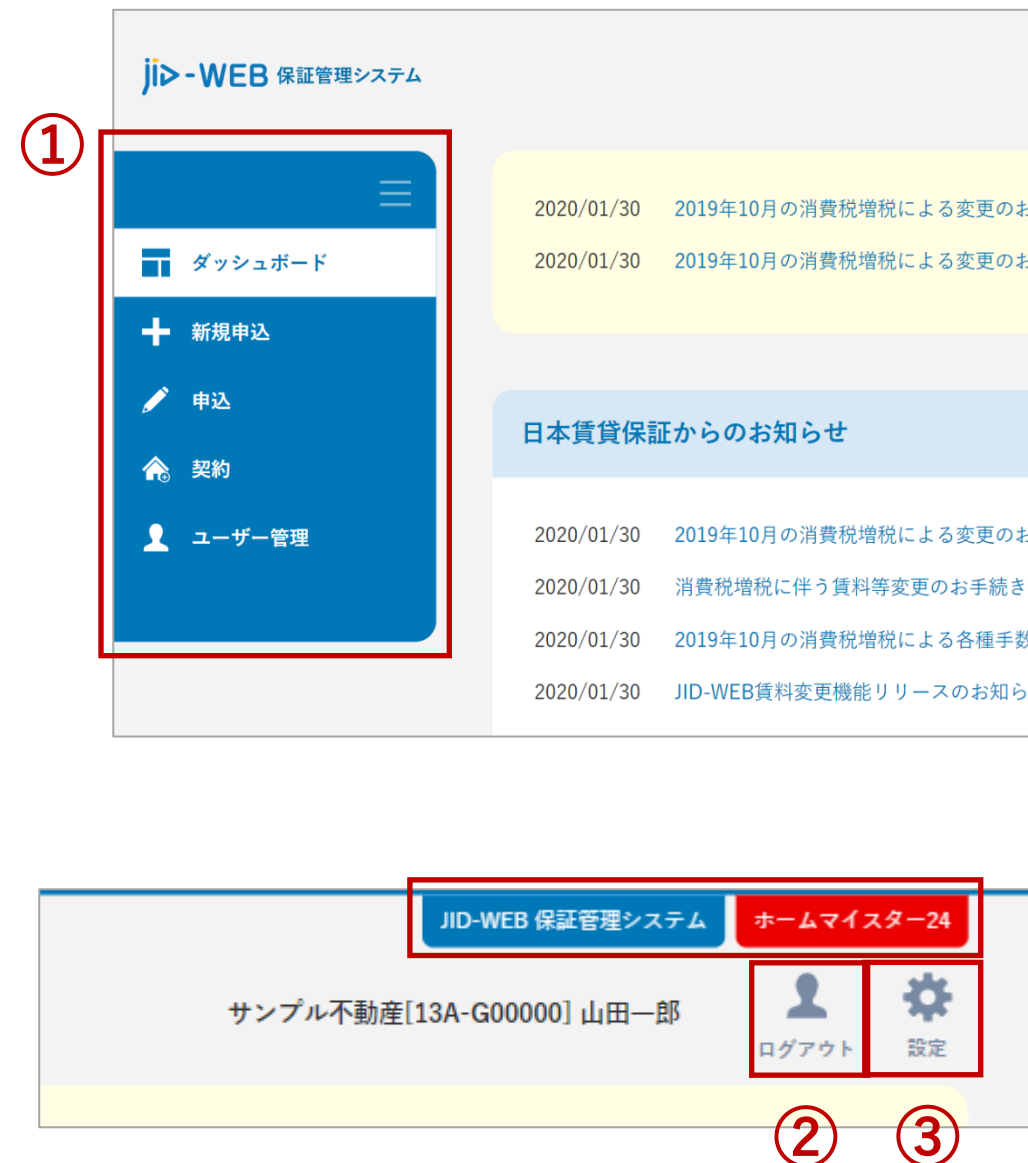 jid-WEB 保証管理システム
①
2020/01/30 2019年10月の消費税増税による変更のお
ダッシュボード
2020/01/30 2019年10月の消費税増税による変更のお
新規申込
申込
日本賃貸保証からのお知らせ
契約
ユーザー管理
2020/01/30 2019年10月の消費税増税による変更のお
2020/01/30 消費税増税に伴う賃料等変更のお手続き
2020/01/30 2019年10月の消費税増税による各種手数
2020/01/30 JID-WEB賃料変更機能リリースのお知ら
JID-WEB 保証管理システム ホームマイスター24
サンプル不動産[13A-G00000] 山田一郎
ログアウト 設定
② ③